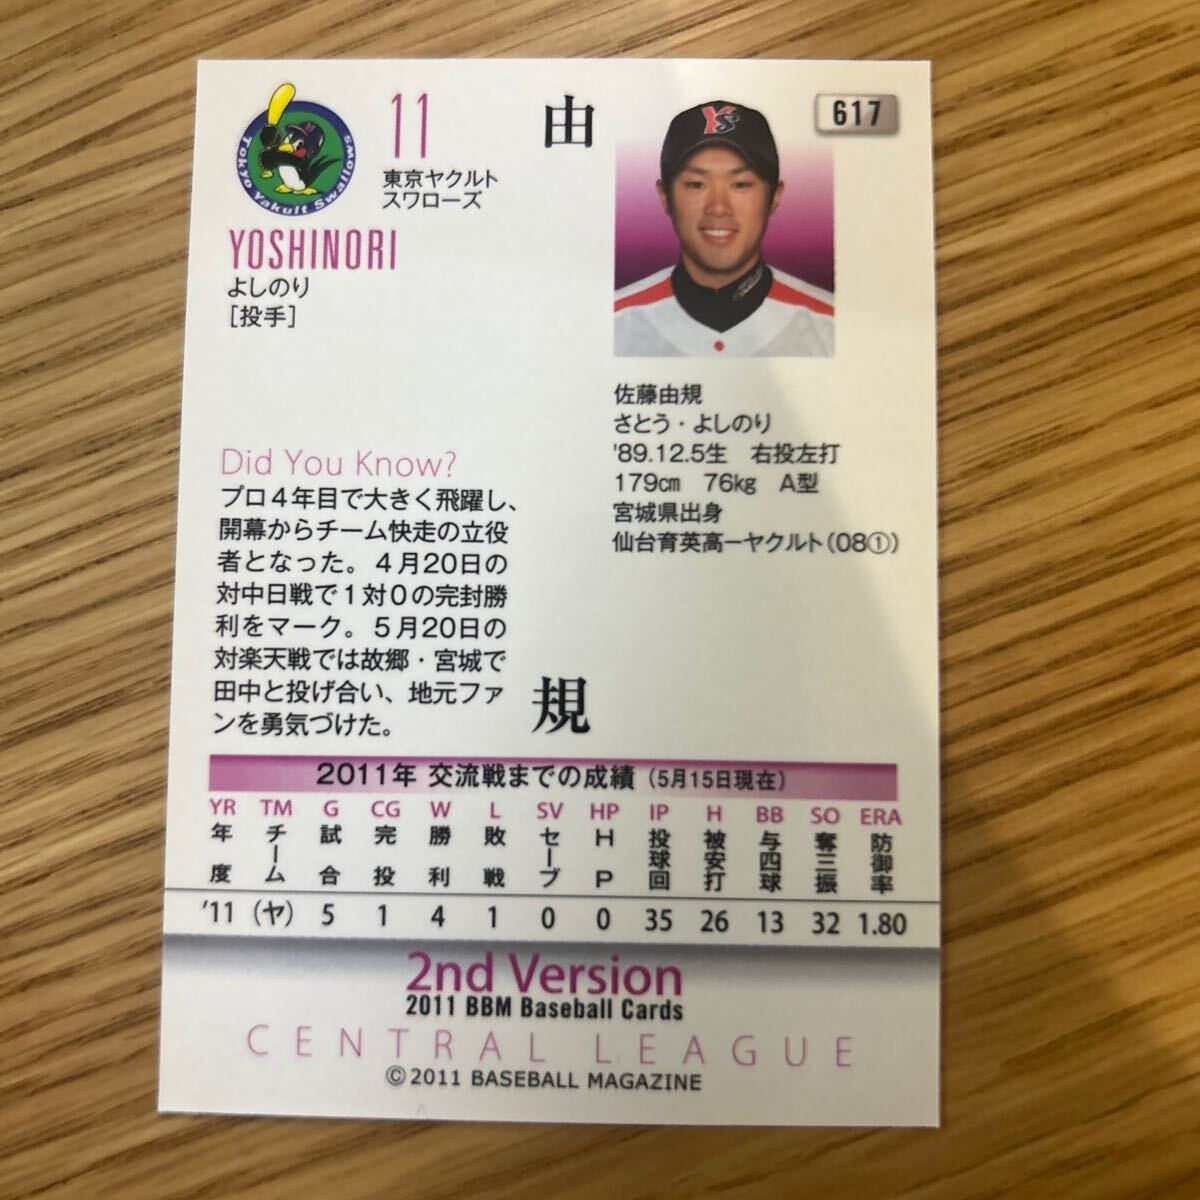 Tokyo Yakult Swallows
11
東京ヤクルト
スワローズ
YOSHINORI
よしのり
[投手]
由
規
617
YS
佐藤由規
さとう・よしのり
'89.12.5生 右投左打
179㎝ 76㎏ A型
宮城県出身
仙台育英高ーヤクルト(08①)
Did You Know?
プロ4年目で大きく飛躍し、
開幕からチーム快走の立役
者となった。4月20日の
対中日戦で1対0の完封勝
利をマーク。5月20日の
対楽天戦では故郷・宮城で
田中と投げ合い、地元ファ
ンを勇気づけた。
2011年 交流戦までの成績 (5月15日現在)
YR TM G CG W L SV HP IP H BB SO ERA
年度 チーム 試合 完投 勝利 敗戦 セーブ HP 投球回 被安打 与四球 奪三振 防御率
'11 (ヤ) 5 1 4 1 0 0 35 26 13 32 1.80
2nd Version
2011 BBM Baseball Cards
CENTRAL LEAGUE
©2011 BASEBALL MAGAZINE